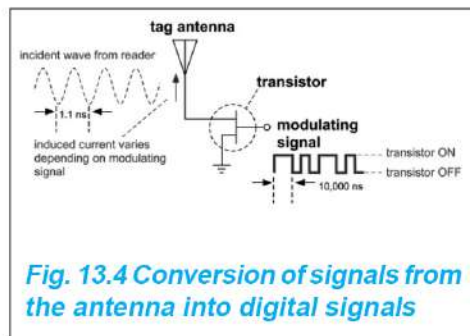 tag antenna
incident wave from reader
transistor
1.1 ns
modulating
signal
induced current varies
depending on modulating
signal
transistor ON
transistor OFF
10,000 ns
Fig. 13.4 Conversion of signals from
the antenna into digital signals